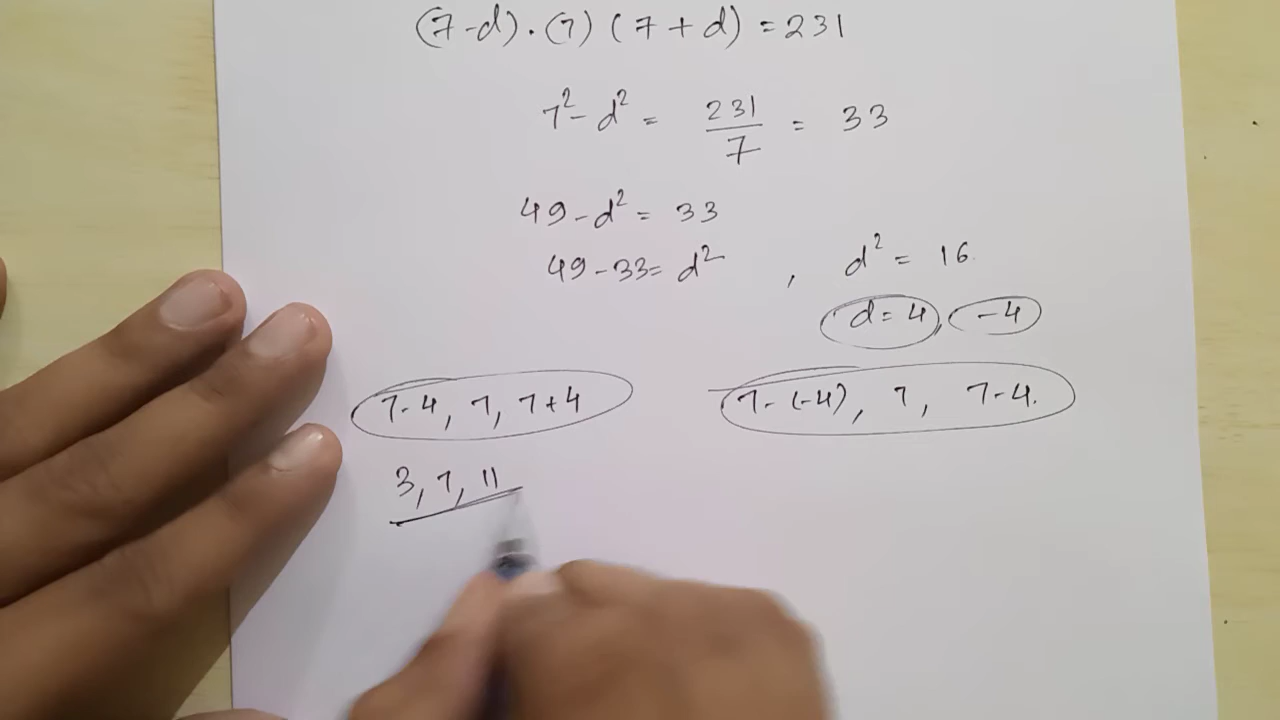 (7-d).(7)(7+d)=231
7²-d² = 231/7 = 33
49-d² = 33
49-33=d² , d² = 16
d=4, -4
7-4, 7, 7+4 7-(-4), 7, 7-4.
3, 7, 11